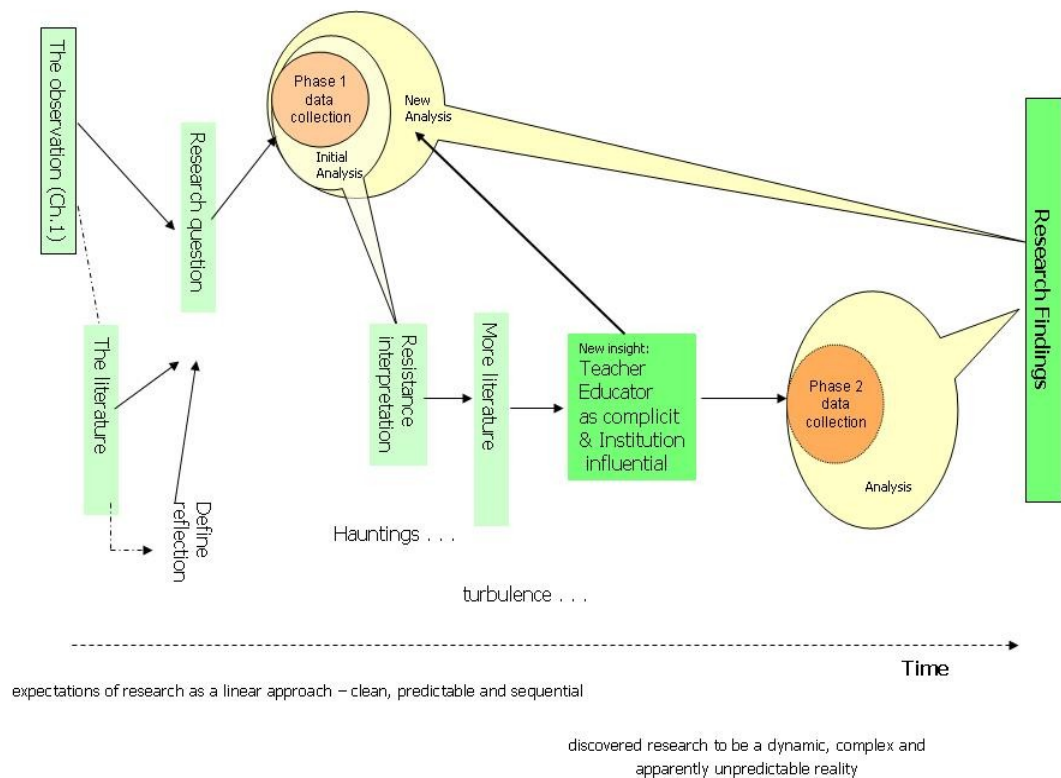 The observation (Ch.1)
Research question
The literature
Define
reflection
Phase 1
data
collection
Initial
Analysis
New
Analysis
Resistance
interpretation
More literature
New insight:
Teacher
Educator
as complicit
& Institution
influential
Phase 2
data
collection
Analysis
Research Findings
Hauntings . . .
turbulence . . .
Time
expectations of research as a linear approach – clean, predictable and sequential
discovered research to be a dynamic, complex and
apparently unpredictable reality